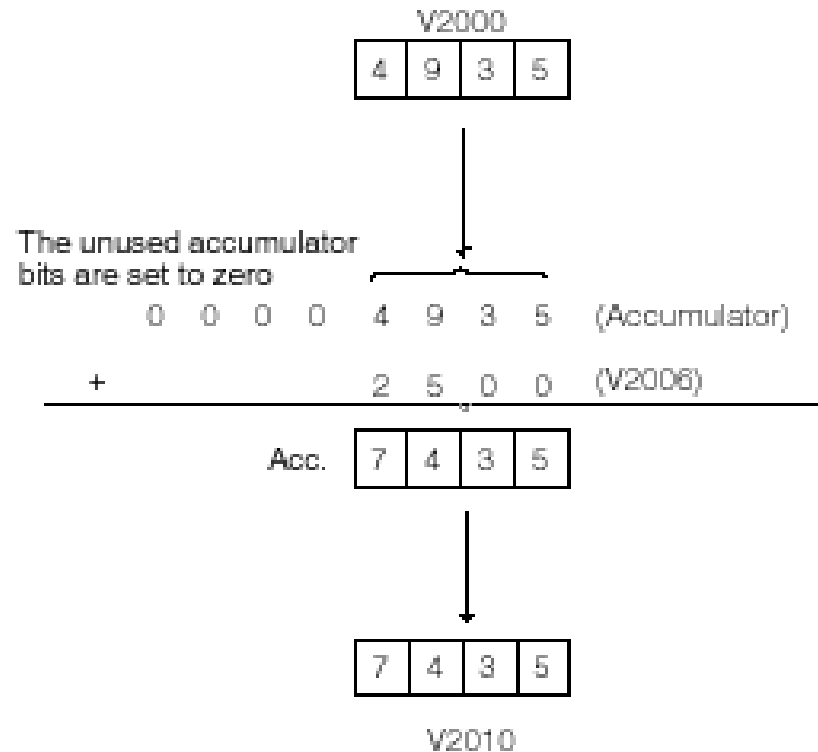 V2000
4 9 3 5
The unused accumulator
bits are set to zero
0 0 0 0 4 9 3 5 (Accumulator)
+ 2 5 0 0 (V2006)
Acc. 7 4 3 5
7 4 3 5
V2010